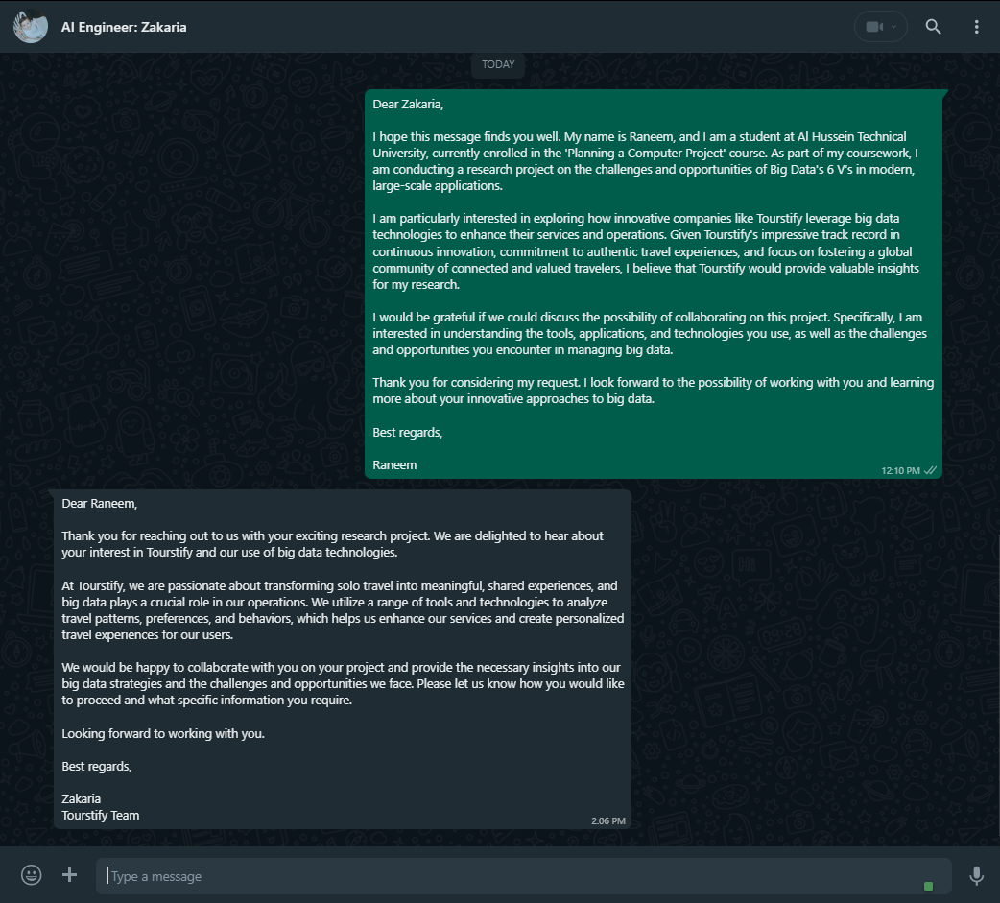 AI Engineer: Zakaria
TODAY
Dear Zakaria,
I hope this message finds you well. My name is Raneem, and I am a student at Al Hussein Technical
University, currently enrolled in the 'Planning a Computer Project' course. As part of my coursework, I
am conducting a research project on the challenges and opportunities of Big Data's 6 V's in modern,
large-scale applications.
I am particularly interested in exploring how innovative companies like Tourstify leverage big data
technologies to enhance their services and operations. Given Tourstify's impressive track record in
continuous innovation, commitment to authentic travel experiences, and focus on fostering a global
community of connected and valued travelers, I believe that Tourstify would provide valuable insights
for my research.
I would be grateful if we could discuss the possibility of collaborating on this project. Specifically, I am
interested in understanding the tools, applications, and technologies you use, as well as the challenges
and opportunities you encounter in managing big data.
Thank you for considering my request. I look forward to the possibility of working with you and learning
more about your innovative approaches to big data.
Best regards,
Raneem
12:10 PM
Dear Raneem,
Thank you for reaching out to us with your exciting research project. We are delighted to hear about
your interest in Tourstify and our use of big data technologies.
At Tourstify, we are passionate about transforming solo travel into meaningful, shared experiences, and
big data plays a crucial role in our operations. We utilize a range of tools and technologies to analyze
travel patterns, preferences, and behaviors, which helps us enhance our services and create personalized
travel experiences for our users.
We would be happy to collaborate with you on your project and provide the necessary insights into our
big data strategies and the challenges and opportunities we face. Please let us know how you would like
to proceed and what specific information you require.
Looking forward to working with you.
Best regards,
Zakaria
Tourstify Team
2:06 PM
Type a message